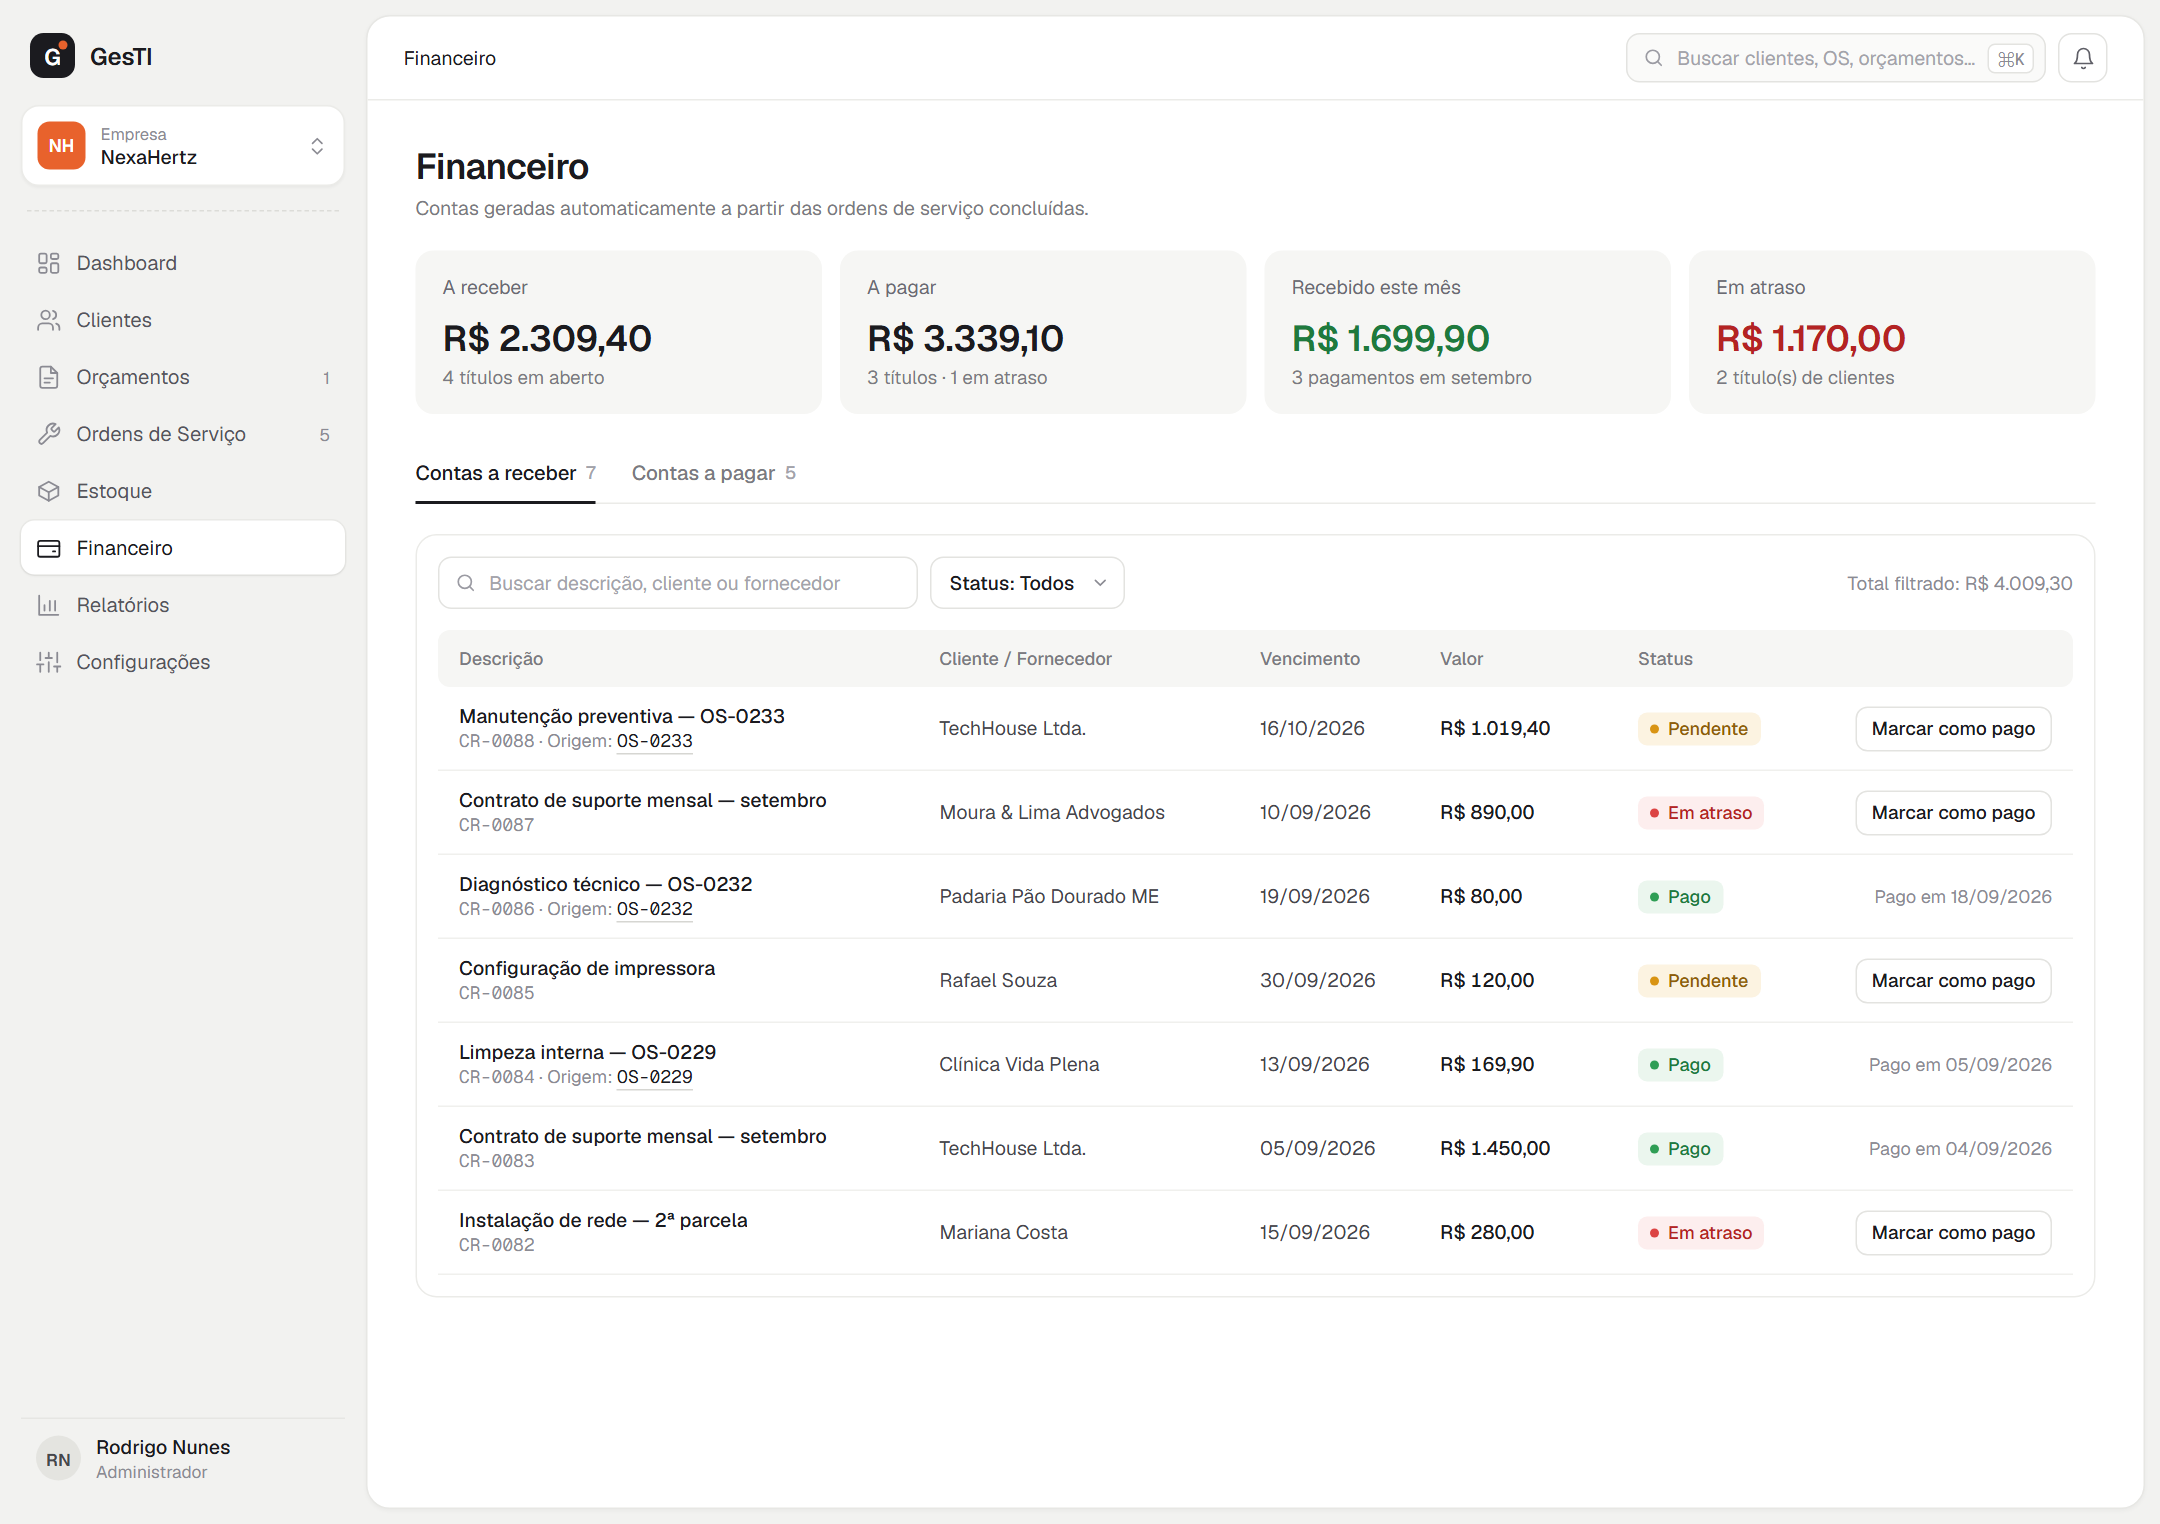 G
GesTI
NH
Empresa
NexaHertz
Dashboard
Clientes
Orçamentos 1
Ordens de Serviço 5
Estoque
Financeiro
Relatórios
Configurações
RN
Rodrigo Nunes
Administrador
Financeiro
Buscar clientes, OS, orçamentos... ⌘K
Financeiro
Contas geradas automaticamente a partir das ordens de serviço concluídas.
A receber
R$ 2.309,40
4 títulos em aberto
A pagar
R$ 3.339,10
3 títulos · 1 em atraso
Recebido este mês
R$ 1.699,90
3 pagamentos em setembro
Em atraso
R$ 1.170,00
2 título(s) de clientes
Contas a receber 7 Contas a pagar 5
Buscar descrição, cliente ou fornecedor Status: Todos Total filtrado: R$ 4.009,30
Descrição Cliente / Fornecedor Vencimento Valor Status
Manutenção preventiva — OS-0233
CR-0088 · Origem: OS-0233
TechHouse Ltda. 16/10/2026 R$ 1.019,40 Pendente Marcar como pago
Contrato de suporte mensal — setembro
CR-0087
Moura & Lima Advogados 10/09/2026 R$ 890,00 Em atraso Marcar como pago
Diagnóstico técnico — OS-0232
CR-0086 · Origem: OS-0232
Padaria Pão Dourado ME 19/09/2026 R$ 80,00 Pago Pago em 18/09/2026
Configuração de impressora
CR-0085
Rafael Souza 30/09/2026 R$ 120,00 Pendente Marcar como pago
Limpeza interna — OS-0229
CR-0084 · Origem: OS-0229
Clínica Vida Plena 13/09/2026 R$ 169,90 Pago Pago em 05/09/2026
Contrato de suporte mensal — setembro
CR-0083
TechHouse Ltda. 05/09/2026 R$ 1.450,00 Pago Pago em 04/09/2026
Instalação de rede — 2ª parcela
CR-0082
Mariana Costa 15/09/2026 R$ 280,00 Em atraso Marcar como pago